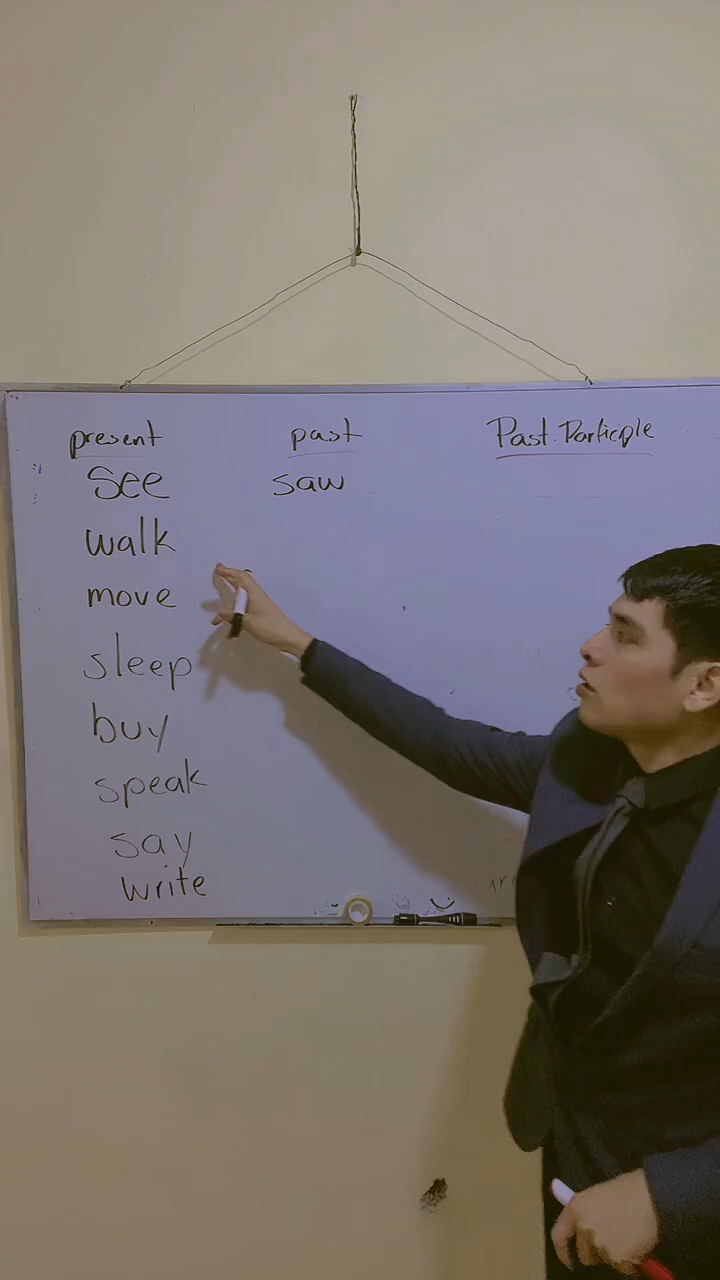 present past Past. Participle
see saw
walk
move
sleep
buy
speak
say
write